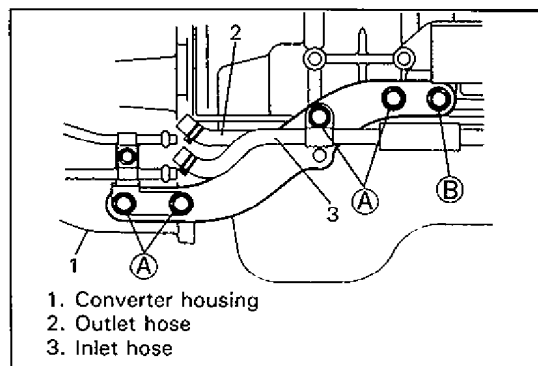 2
A
B
3
1
A
1. Converter housing
2. Outlet hose
3. Inlet hose